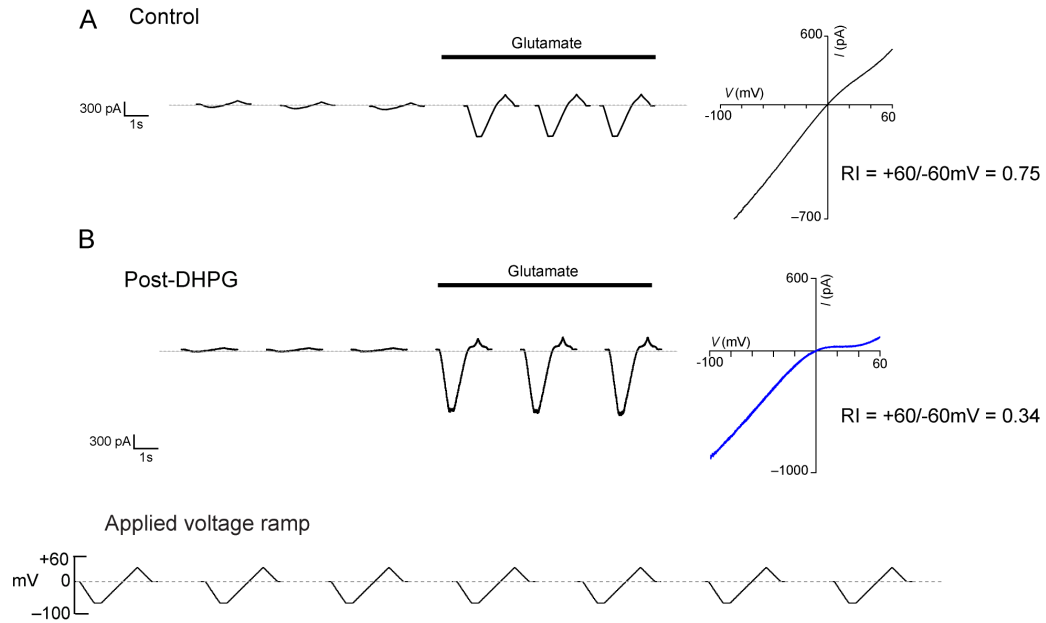 A Control
Glutamate
300 pA
1s
600
I (pA)
V (mV)
-100
60
RI = +60/-60mV = 0.75
–700
B
Post-DHPG
Glutamate
300 pA
1s
600
I (pA)
V (mV)
-100
60
RI = +60/-60mV = 0.34
–1000
Applied voltage ramp
+60
mV 0
–100